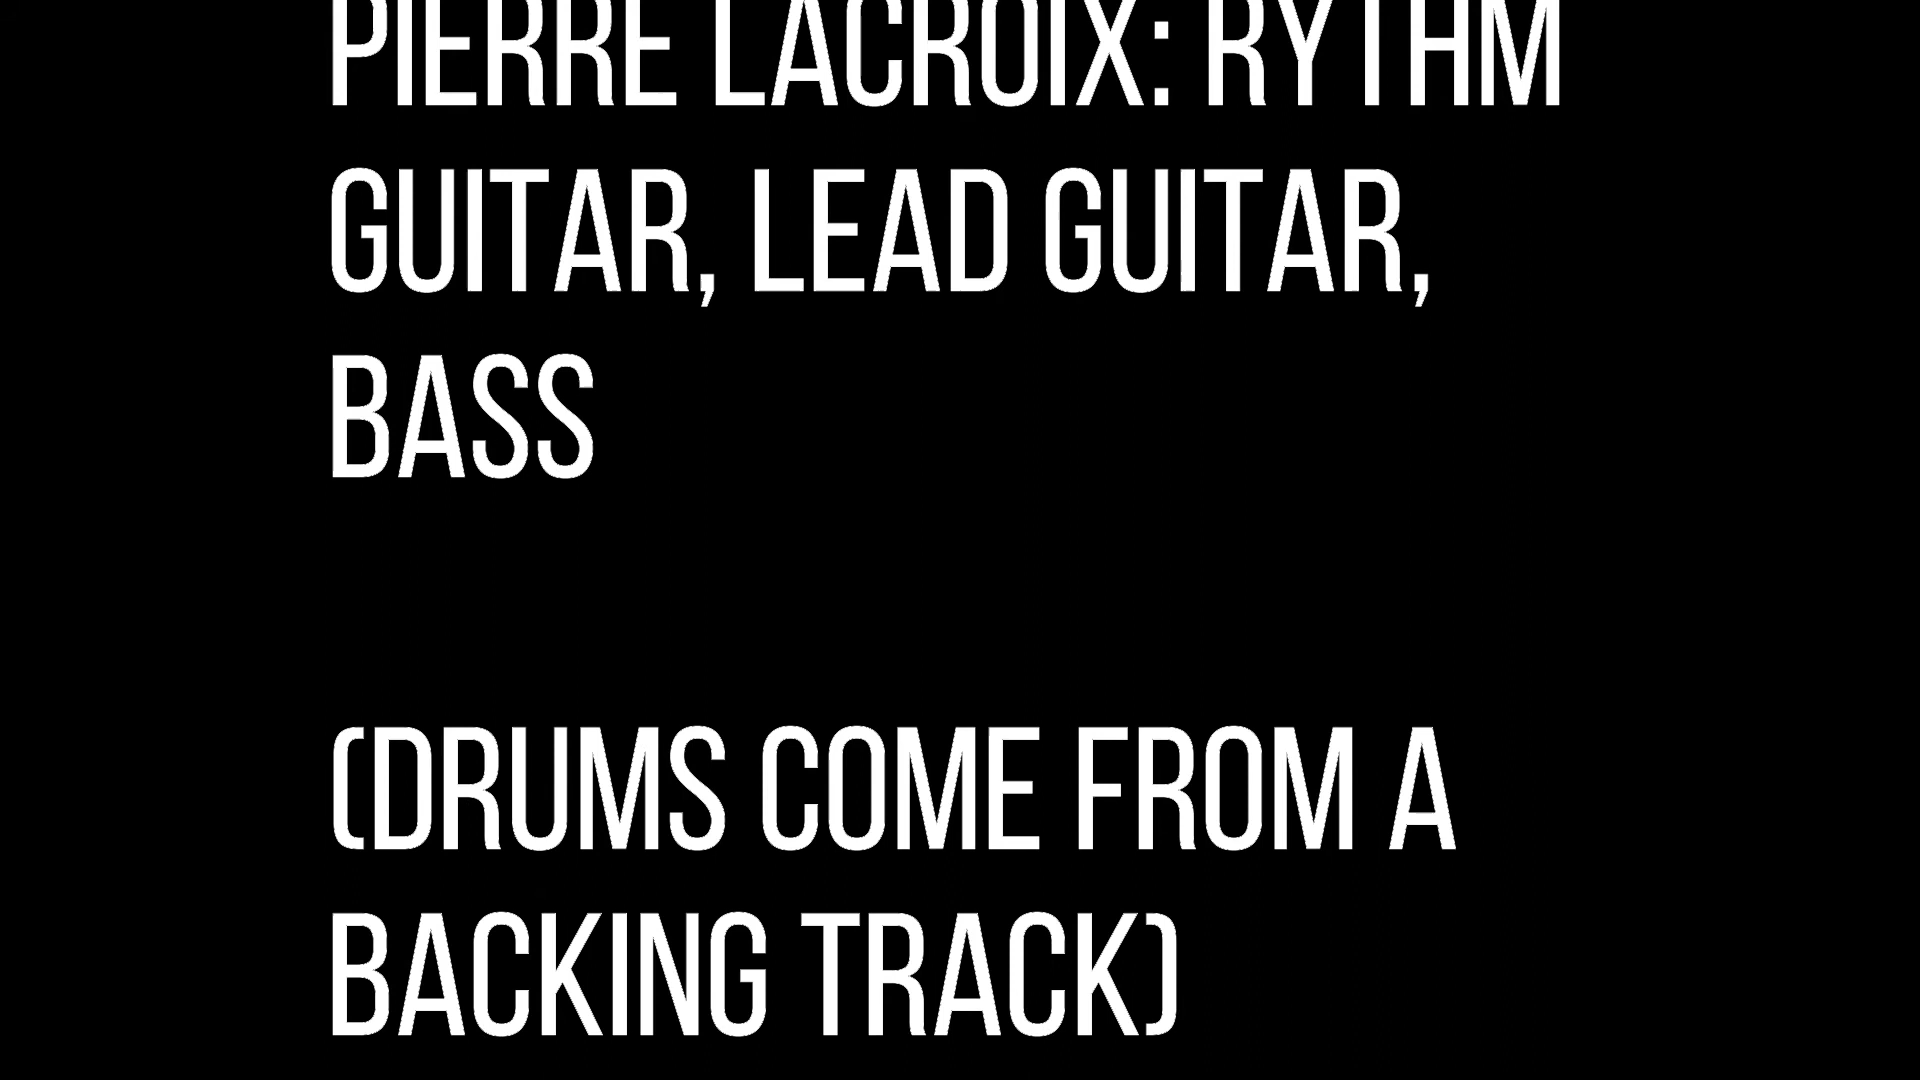 PIERRE LACROIX: RYTHM
GUITAR, LEAD GUITAR,
BASS
(DRUMS COME FROM A
BACKING TRACK)